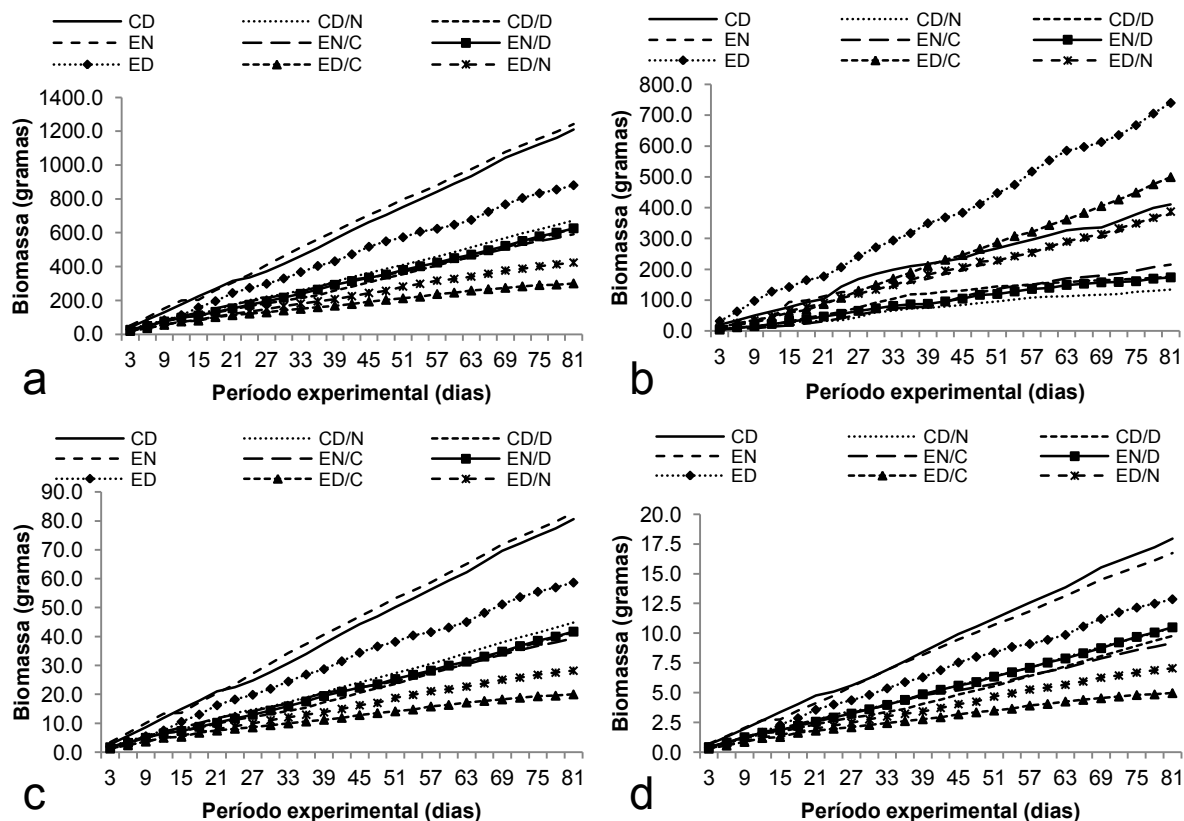 CD CD/N CD/D
EN EN/C EN/D
ED ED/C ED/N
Biomassa (gramas)
1400.0
1200.0
1000.0
800.0
600.0
400.0
200.0
0.0
3 9 15 21 27 33 39 45 51 57 63 69 75 81
Período experimental (dias)
a
CD CD/N CD/D
EN EN/C EN/D
ED ED/C ED/N
Biomassa (gramas)
800.0
700.0
600.0
500.0
400.0
300.0
200.0
100.0
0.0
3 9 15 21 27 33 39 45 51 57 63 69 75 81
Período experimental (dias)
b
CD CD/N CD/D
EN EN/C EN/D
ED ED/C ED/N
Biomassa (gramas)
90.0
80.0
70.0
60.0
50.0
40.0
30.0
20.0
10.0
0.0
3 9 15 21 27 33 39 45 51 57 63 69 75 81
Período experimental (dias)
c
CD CD/N CD/D
EN EN/C EN/D
ED ED/C ED/N
Biomassa (gramas)
20.0
17.5
15.0
12.5
10.0
7.5
5.0
2.5
0.0
3 9 15 21 27 33 39 45 51 57 63 69 75 81
Período experimental (dias)
d